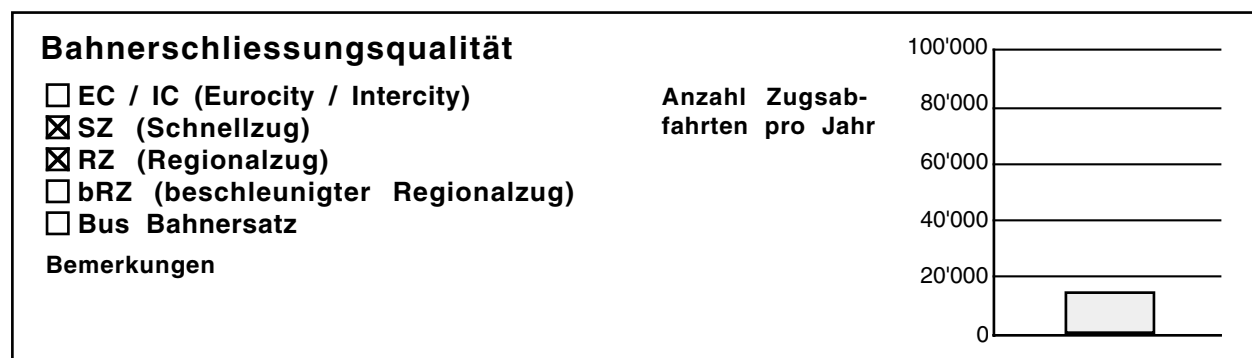 Bahnerschliessungsqualität
EC / IC (Eurocity / Intercity)
SZ (Schnellzug)
RZ (Regionalzug)
bRZ (beschleunigter Regionalzug)
Bus Bahnersatz
Bemerkungen
Anzahl Zugsab-
fahrten pro Jahr
100'000
80'000
60'000
40'000
20'000
0